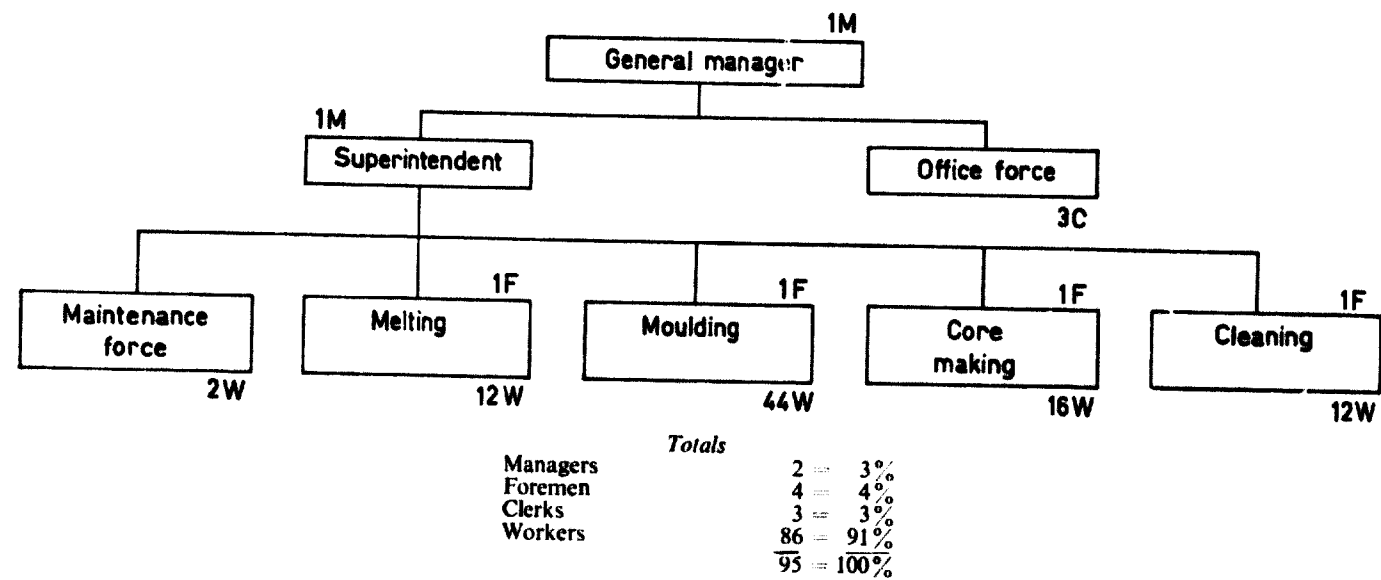 1M
General manager
1M
Superintendent
Office force
3C
Maintenance
force
2W
1F
Melting
12W
1F
Moulding
44W
1F
Core
making
16W
1F
Cleaning
12W
Totals
Managers 2 = 3%
Foremen 4 = 4%
Clerks 3 = 3%
Workers 86 = 91%
95 = 100%